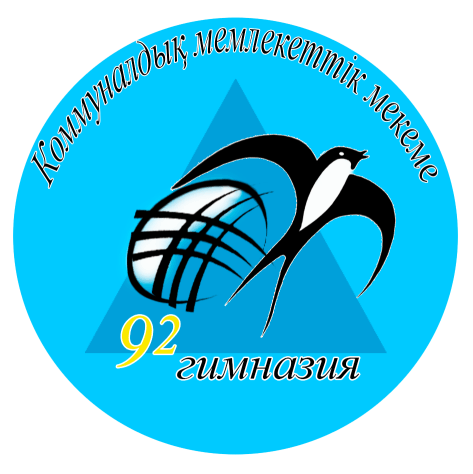 Коммуналдық мемлекеттік мекеме
92
гимназия